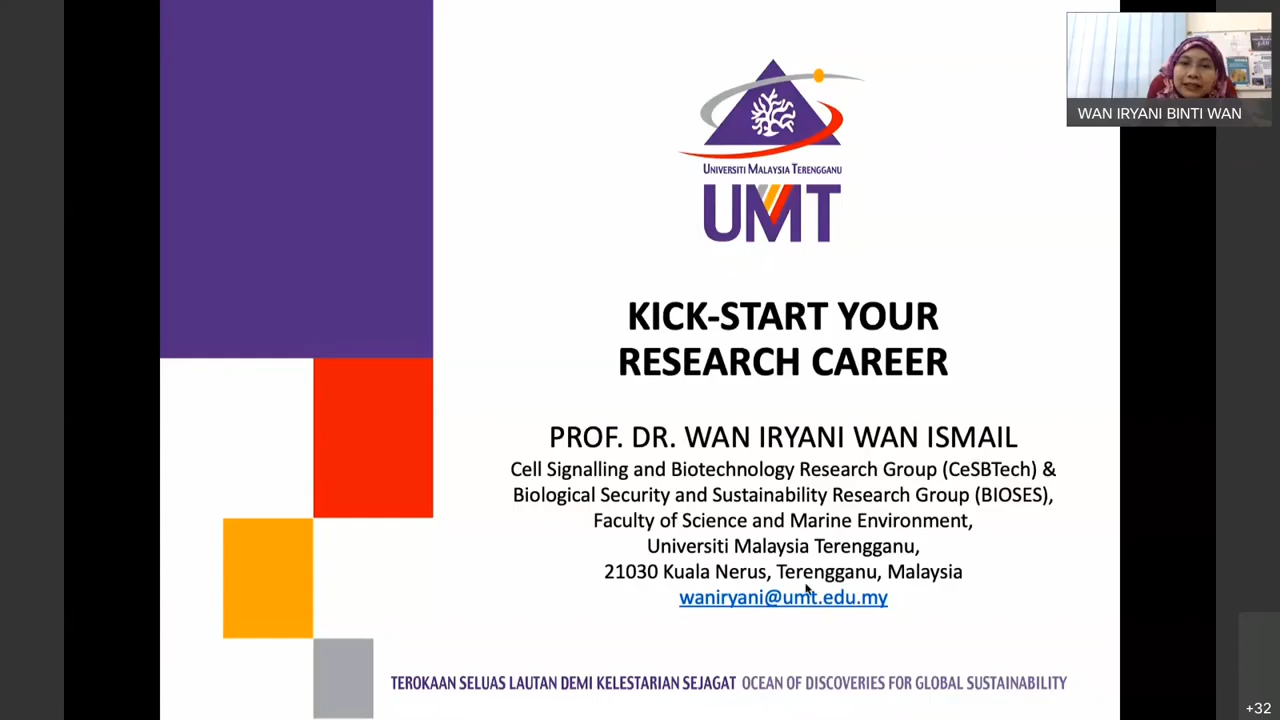 WAN IRYANI BINTI WAN
UNIVERSITI MALAYSIA TERENGGANU
UMT
KICK-START YOUR
RESEARCH CAREER
PROF. DR. WAN IRYANI WAN ISMAIL
Cell Signalling and Biotechnology Research Group (CeSBTech) &
Biological Security and Sustainability Research Group (BIOSES),
Faculty of Science and Marine Environment,
Universiti Malaysia Terengganu,
21030 Kuala Nerus, Terengganu, Malaysia
waniryani@umt.edu.my
TEROKAAN SELUAS LAUTAN DEMI KELESTARIAN SEJAGAT OCEAN OF DISCOVERIES FOR GLOBAL SUSTAINABILITY
+32